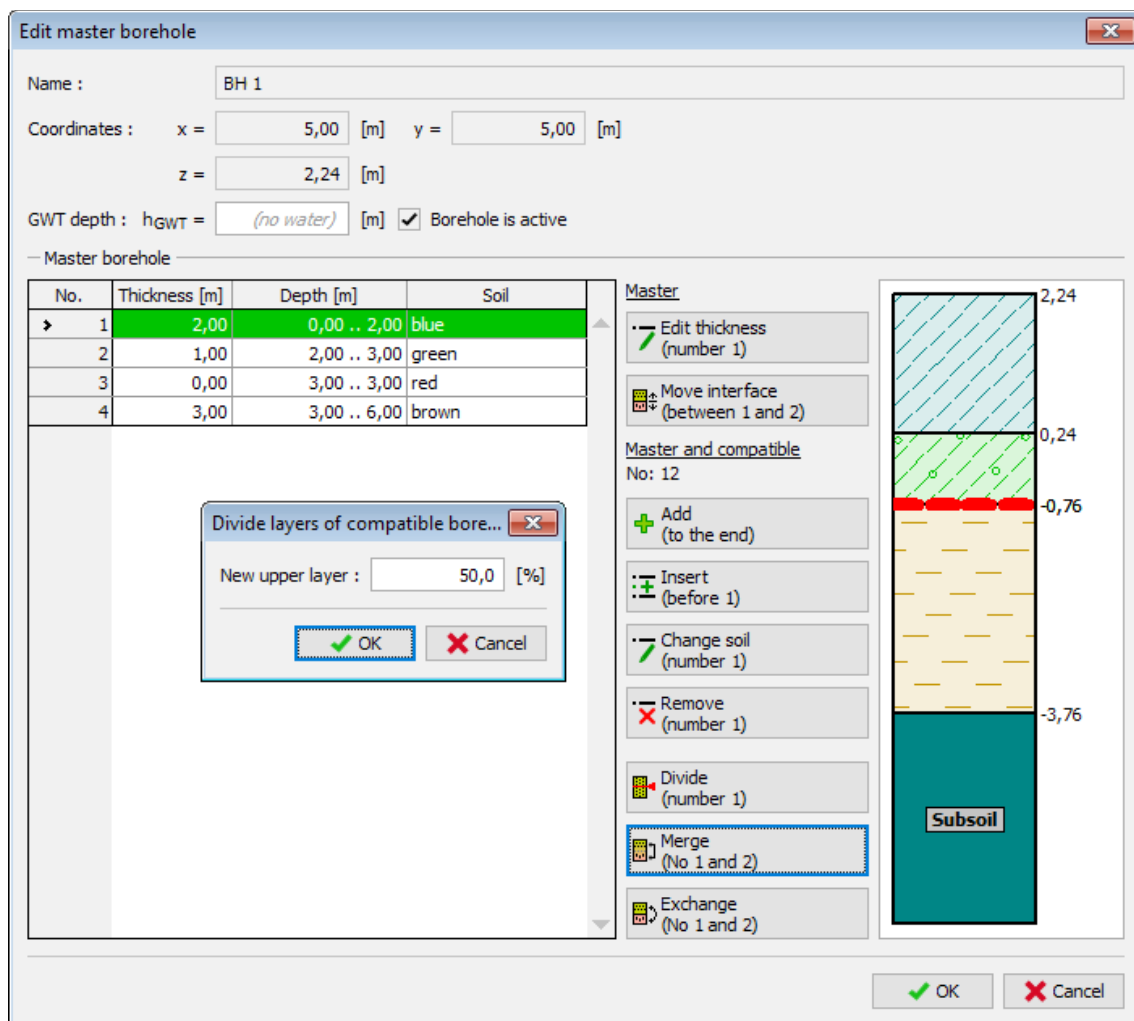 Edit master borehole
Name : BH 1
Coordinates : x = 5,00 [m] y = 5,00 [m]
z = 2,24 [m]
GWT depth : hGWT = (no water) [m] Borehole is active
Master borehole
No. Thickness [m] Depth [m] Soil
1 2,00 0,00 .. 2,00 blue
2 1,00 2,00 .. 3,00 green
3 0,00 3,00 .. 3,00 red
4 3,00 3,00 .. 6,00 brown
Divide layers of compatible bore...
New upper layer : 50,0 [%]
OK Cancel
Master
Edit thickness
(number 1)
Move interface
(between 1 and 2)
Master and compatible
No: 12
Add
(to the end)
Insert
(before 1)
Change soil
(number 1)
Remove
(number 1)
Divide
(number 1)
Merge
(No 1 and 2)
Exchange
(No 1 and 2)
2,24
0,24
-0,76
-3,76
Subsoil
OK Cancel